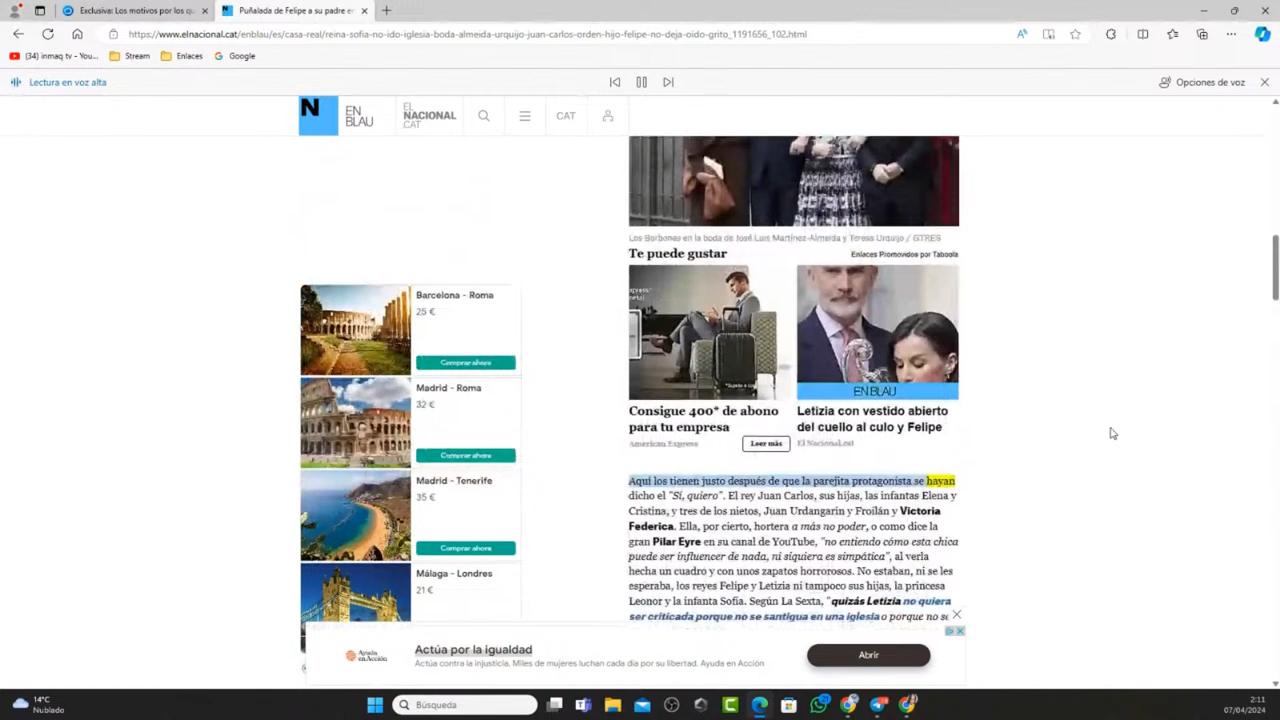 Exclusiva: Los motivos por los qu
Puñalada de Felipe a su padre en
https://www.elnacional.cat/enblau/es/casa-real/reina-sofia-no-ido-iglesia-boda-almeida-urquijo-juan-carlos-orden-hijo-felipe-no-deja-oido-grito_1191656_102.html
(34) inmaq tv - You...
Stream
Enlaces
Google
Lectura en voz alta
Opciones de voz
N
EN
BLAU
EL
NACIONAL
.CAT
CAT
Los Borbones en la boda de José Luis Martínez-Almeida y Teresa Urquijo / GTRES
Te puede gustar
Enlaces Promovidos por Taboola
*Sujeto a
EN BLAU
Consigue 400* de abono
para tu empresa
American Express
Leer más
Letizia con vestido abierto
del cuello al culo y Felipe
El Nacional.cat
Barcelona - Roma
25 €
Comprar ahora
Madrid - Roma
32 €
Comprar ahora
Madrid - Tenerife
35 €
Comprar ahora
Málaga - Londres
21 €
Aquí los tienen justo después de que la parejita protagonista se hayan
dicho el "Sí, quiero". El rey Juan Carlos, sus hijas, las infantas Elena y
Cristina, y tres de los nietos, Juan Urdangarin y Froilán y Victoria
Federica. Ella, por cierto, hortera a más no poder, o como dice la
gran Pilar Eyre en su canal de YouTube, "no entiendo cómo esta chica
puede ser influencer de nada, ni siquiera es simpática", al verla
hecha un cuadro y con unos zapatos horrorosos. No estaban, ni se les
esperaba, los reyes Felipe y Letizia ni tampoco sus hijas, la princesa
Leonor y la infanta Sofía. Según La Sexta, "quizás Letizia no quiera
ser criticada porque no se santigua en una iglesia o porque no se
Ayuda
en Acción
Actúa por la igualdad
Actúa contra la injusticia. Miles de mujeres luchan cada día por su libertad. Ayuda en Acción
Abrir
14°C
Nublado
Búsqueda
2:11
07/04/2024